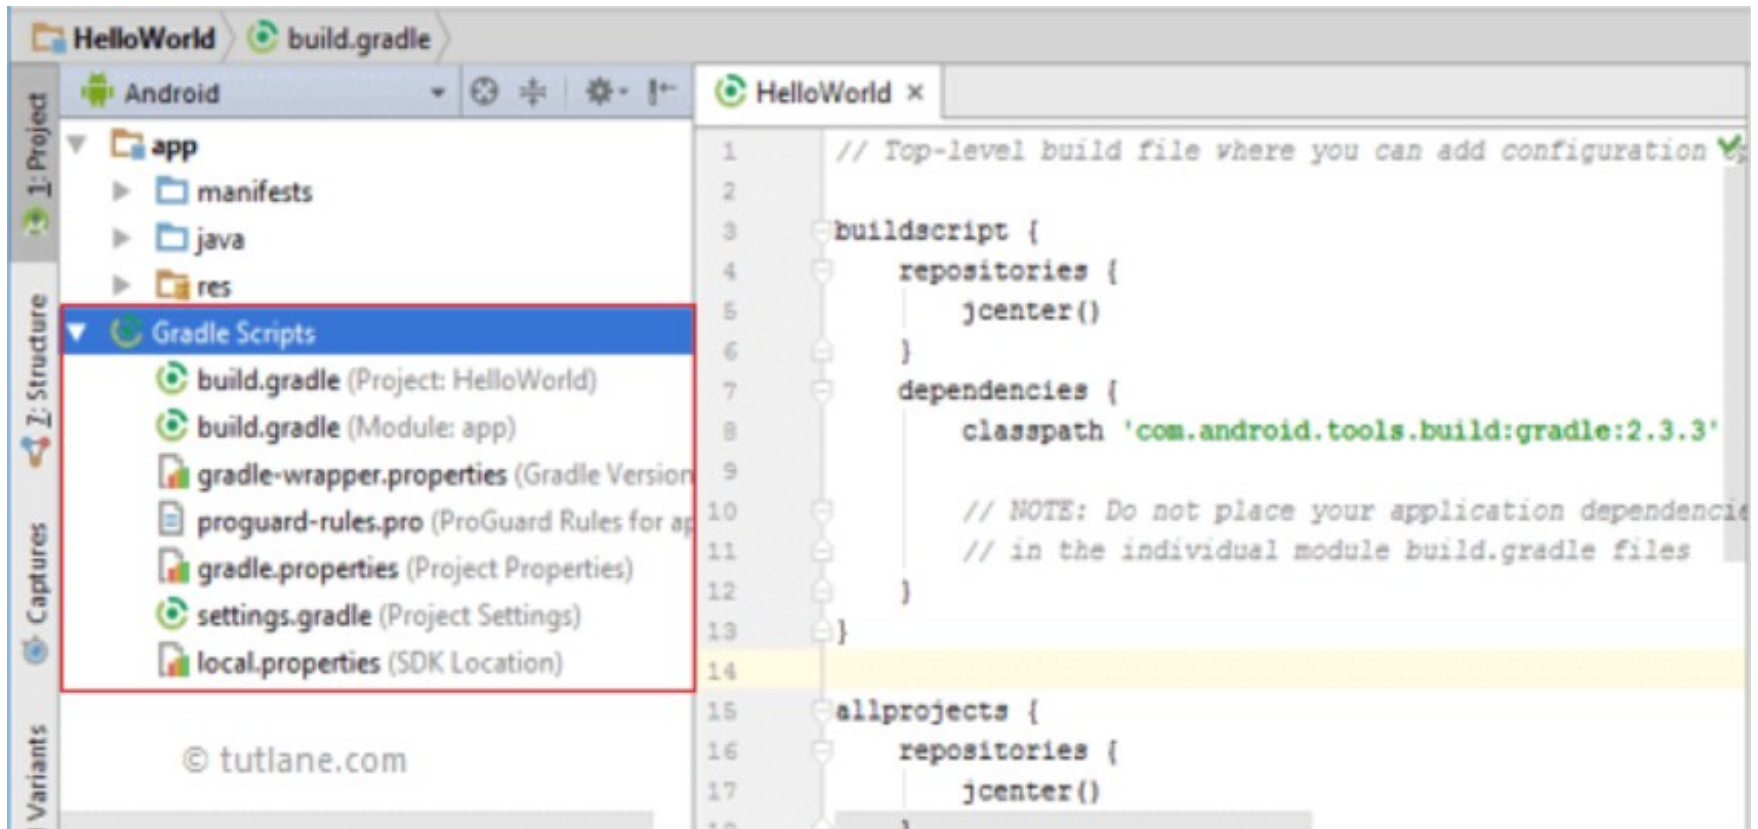 HelloWorld build.gradle
Android
HelloWorld ×
1: Project
app
manifests
java
res
Gradle Scripts
build.gradle (Project: HelloWorld)
build.gradle (Module: app)
gradle-wrapper.properties (Gradle Version
proguard-rules.pro (ProGuard Rules for ap
gradle.properties (Project Properties)
settings.gradle (Project Settings)
local.properties (SDK Location)
7: Structure
Captures
Variants
© tutlane.com
1 // Top-level build file where you can add configuration
2
3 buildscript {
4 repositories {
5 jcenter()
6 }
7 dependencies {
8 classpath 'com.android.tools.build:gradle:2.3.3'
9
10 // NOTE: Do not place your application dependencie
11 // in the individual module build.gradle files
12 }
13 }
14
15 allprojects {
16 repositories {
17 jcenter()